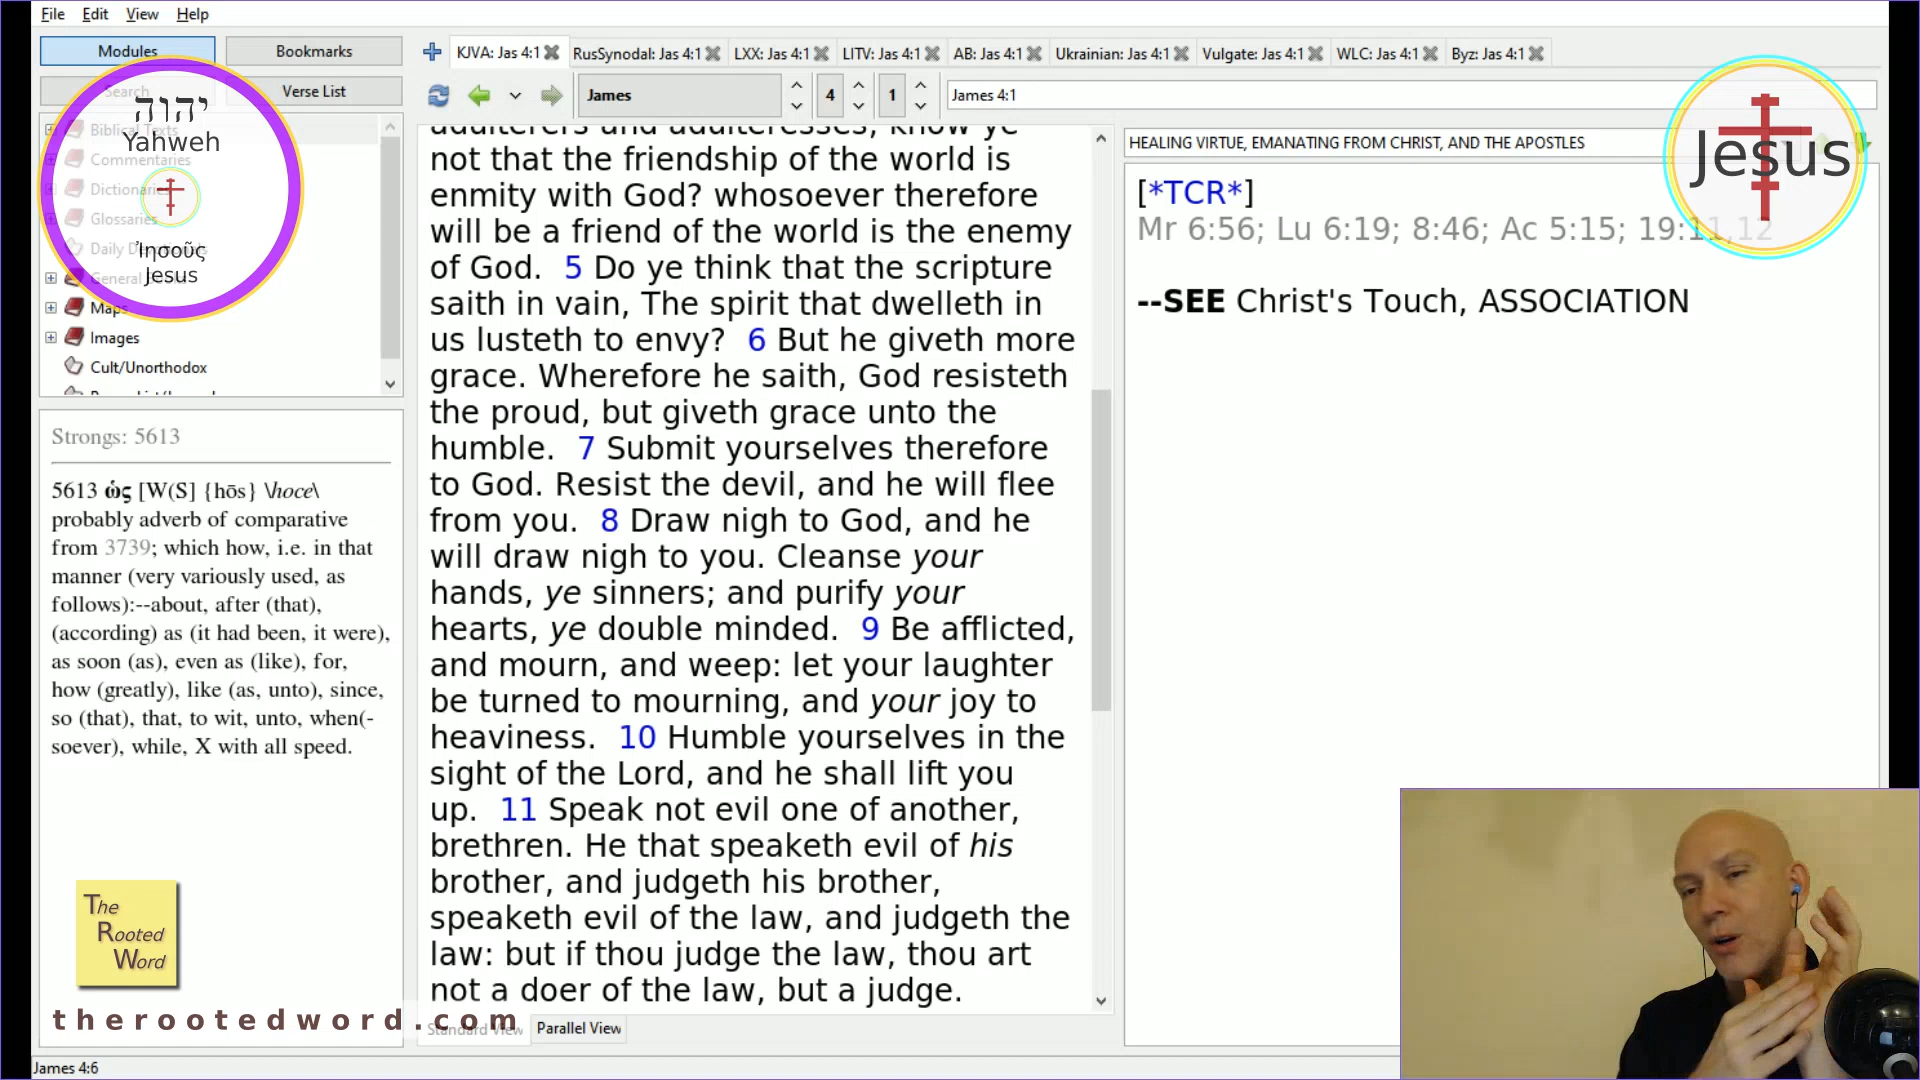 File Edit View Help
Modules Bookmarks
Search Verse List
Biblical Texts
Commentaries
Dictionaries
Glossaries
General
Maps
Images
Cult/Unorthodox
יהוה
Yahweh
Ἰησοῦς
Jesus
Strongs: 5613
5613 ὡς [W(S] {hōs} \hoce\
probably adverb of comparative
from 3739; which how, i.e. in that
manner (very variously used, as
follows):--about, after (that),
(according) as (it had been, it were),
as soon (as), even as (like), for,
how (greatly), like (as, unto), since,
so (that), that, to wit, unto, when(-
soever), while, X with all speed.
The
Rooted
Word
therootedword.com
KJVA: Jas 4:1 RusSynodal: Jas 4:1 LXX: Jas 4:1 LITV: Jas 4:1 AB: Jas 4:1 Ukrainian: Jas 4:1 Vulgate: Jas 4:1 WLC: Jas 4:1 Byz: Jas 4:1
James 4 1 James 4:1
adulterers and adulteresses, know ye
not that the friendship of the world is
enmity with God? whosoever therefore
will be a friend of the world is the enemy
of God. 5 Do ye think that the scripture
saith in vain, The spirit that dwelleth in
us lusteth to envy? 6 But he giveth more
grace. Wherefore he saith, God resisteth
the proud, but giveth grace unto the
humble. 7 Submit yourselves therefore
to God. Resist the devil, and he will flee
from you. 8 Draw nigh to God, and he
will draw nigh to you. Cleanse your
hands, ye sinners; and purify your
hearts, ye double minded. 9 Be afflicted,
and mourn, and weep: let your laughter
be turned to mourning, and your joy to
heaviness. 10 Humble yourselves in the
sight of the Lord, and he shall lift you
up. 11 Speak not evil one of another,
brethren. He that speaketh evil of his
brother, and judgeth his brother,
speaketh evil of the law, and judgeth the
law: but if thou judge the law, thou art
not a doer of the law, but a judge.
Standard View Parallel View
HEALING VIRTUE, EMANATING FROM CHRIST, AND THE APOSTLES
[*TCR*]
Mr 6:56; Lu 6:19; 8:46; Ac 5:15; 19:11,12
--SEE Christ's Touch, ASSOCIATION
Jesus
James 4:6